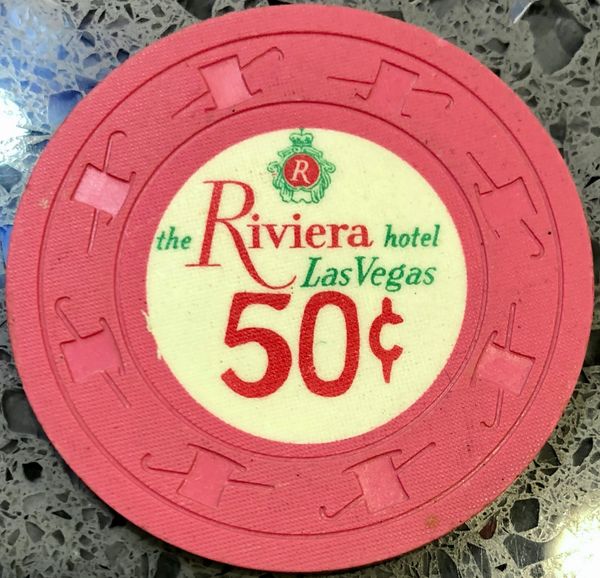 R
the Riviera hotel
Las Vegas
50¢